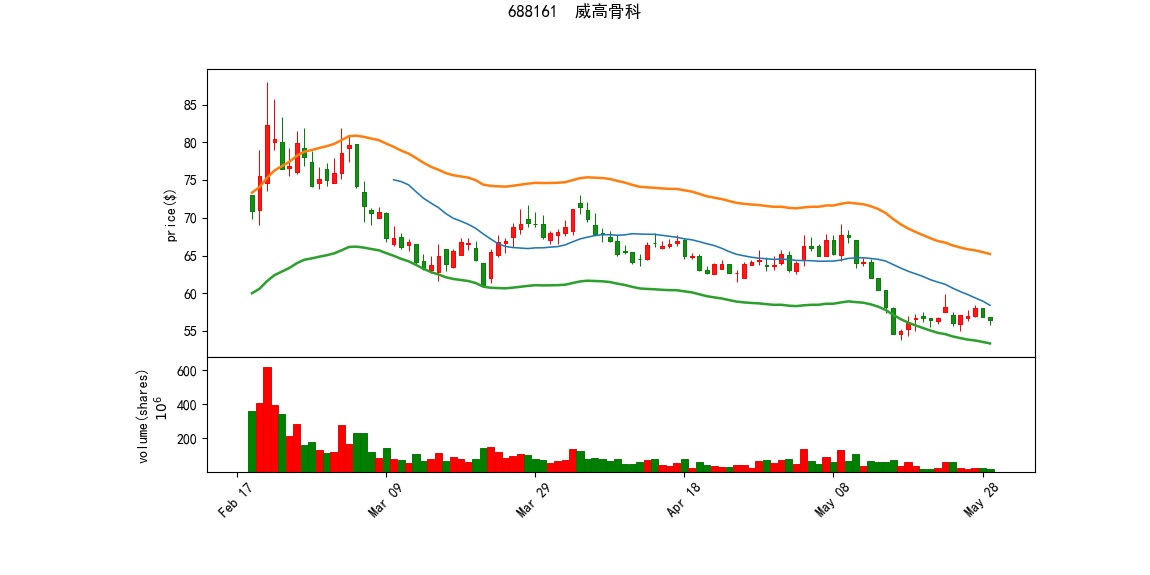 688161 威高骨科
price($)
85
80
75
70
65
60
55
volume(shares)
10^6
600
400
200
Feb 17
Mar 09
Mar 29
Apr 18
May 08
May 28